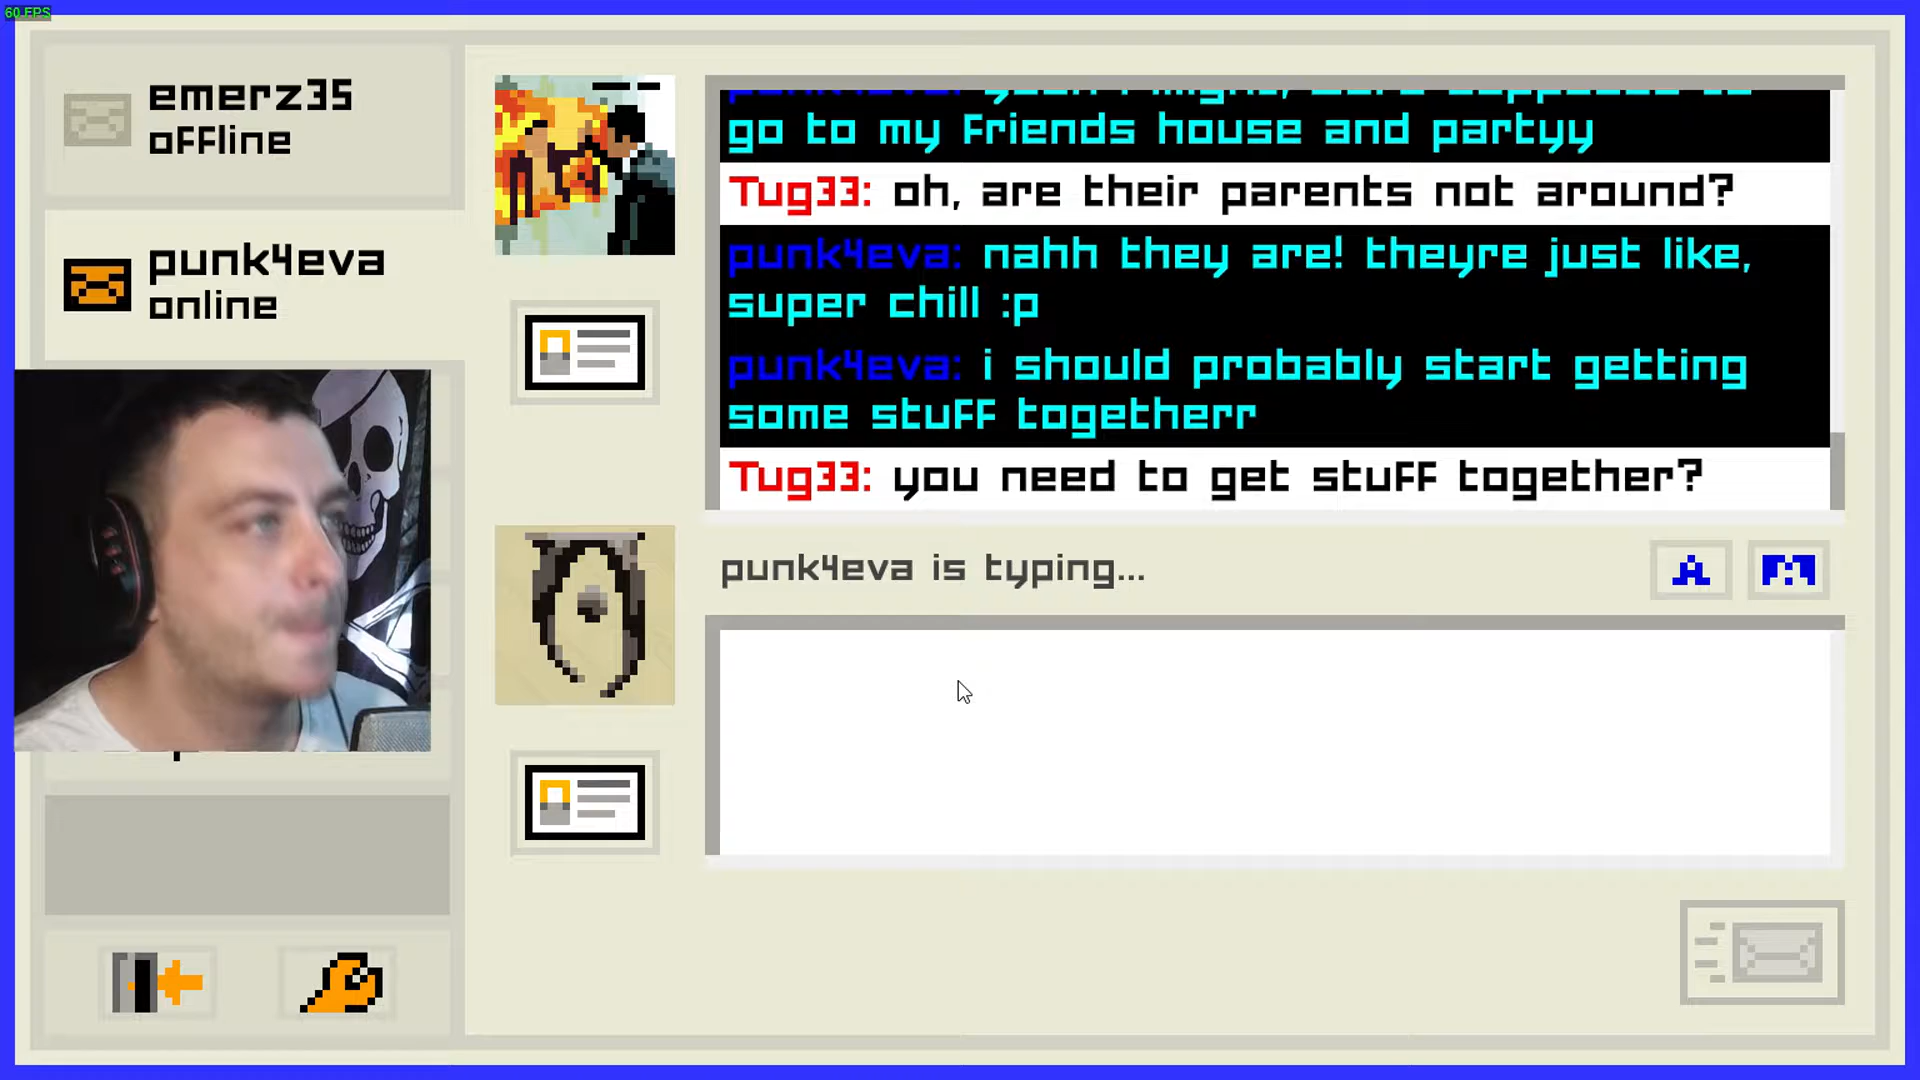 60 FPS
emerz35
offline
punk4eva
online
go to my friends house and partyy
Tug33: oh, are their parents not around?
punk4eva: nahh they are! theyre just like,
super chill :p
punk4eva: i should probably start getting
some stuff togetherr
Tug33: you need to get stuff together?
punk4eva is typing...
A